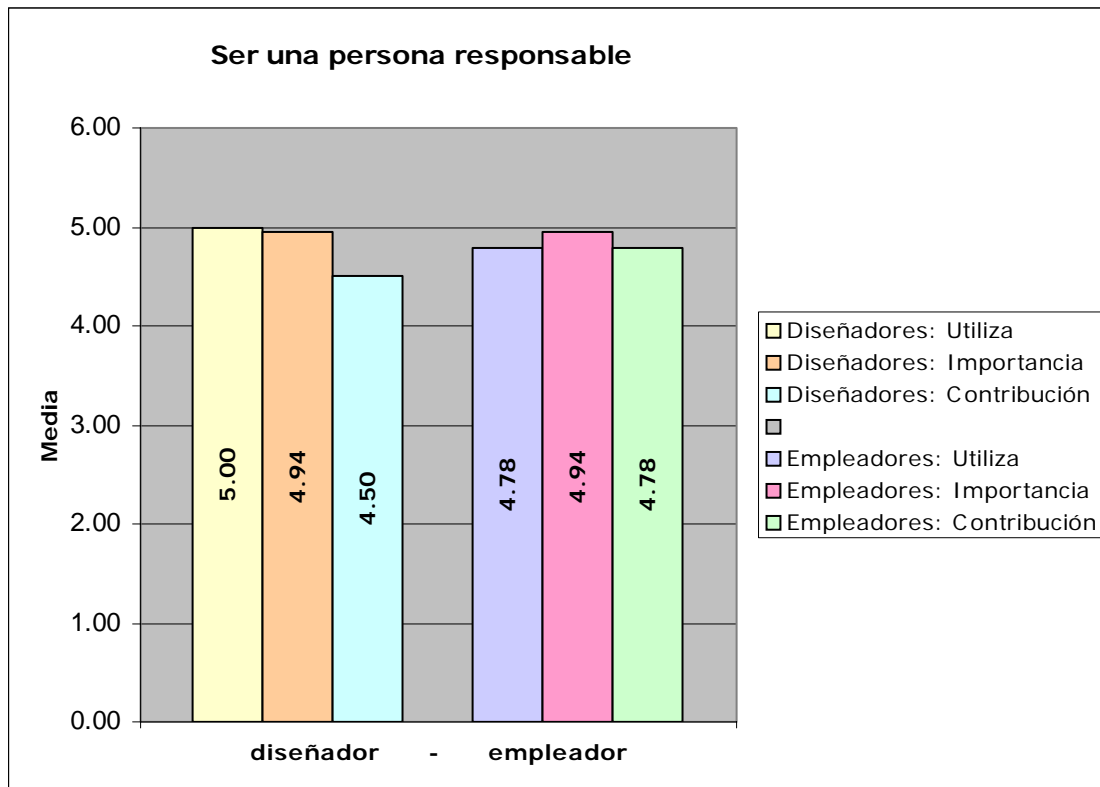 Ser una persona responsable
6.00
5.00
4.00
3.00
2.00
1.00
0.00
Media
5.00
4.94
4.50
4.78
4.94
4.78
diseñador - empleador
Diseñadores: Utiliza
Diseñadores: Importancia
Diseñadores: Contribución
Empleadores: Utiliza
Empleadores: Importancia
Empleadores: Contribución